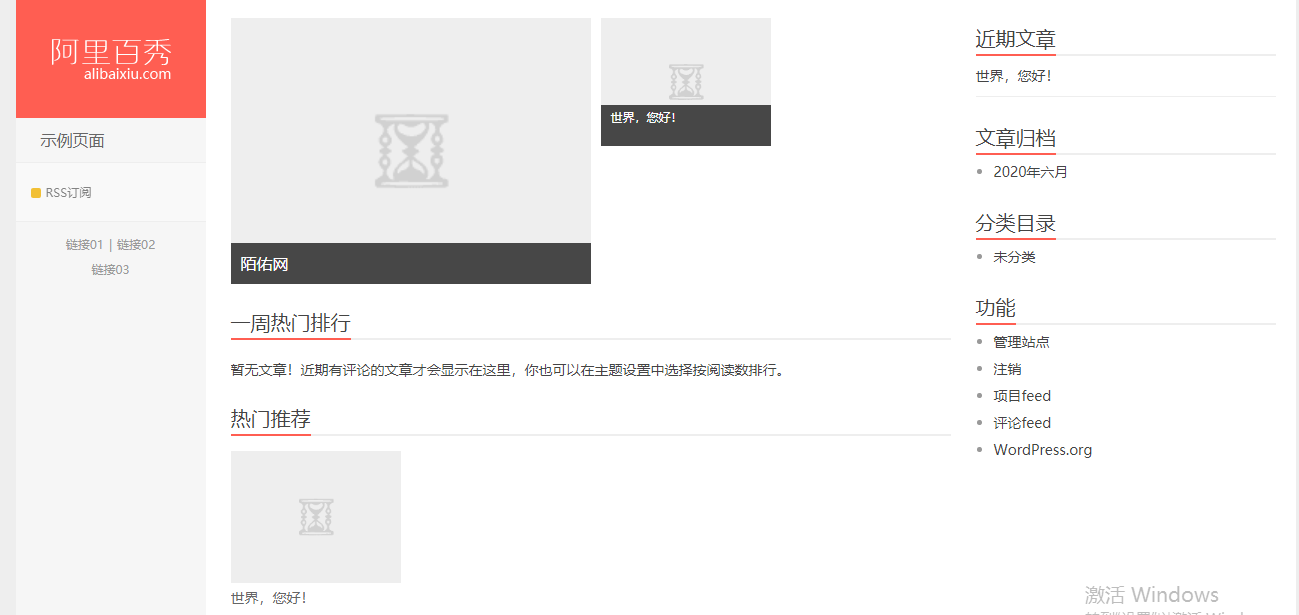 阿里百秀
alibaixiu.com
示例页面
RSS订阅
链接01 | 链接02
链接03
陌佑网
世界，您好！
一周热门排行
暂无文章！近期有评论的文章才会显示在这里，你也可以在主题设置中选择按阅读数排行。
热门推荐
世界，您好！
近期文章
世界，您好！
文章归档
2020年六月
分类目录
未分类
功能
管理站点
注销
项目feed
评论feed
WordPress.org
激活 Windows